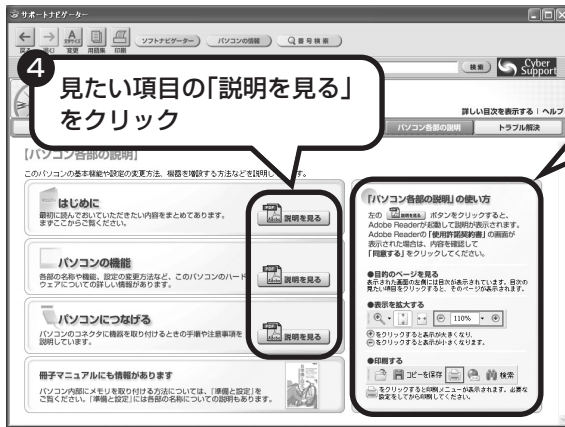 サポートナビゲーター
戻る 進む 文字サイズ変更 用語集 印刷
ソフトナビゲーター パソコンの情報 番号検索
検索 Cyber Support
4
見たい項目の「説明を見る」
をクリック
詳しい目次を表示する | ヘルプ
パソコン各部の説明 トラブル解決
[パソコン各部の説明]
このパソコンの基本機能や設定の変更方法、機器を増設する方法などを説明します。
はじめに
最初に読んでおいていただきたい内容をまとめてあります。
まずここからご覧ください。
説明を見る
パソコンの機能
各部の名称や機能、設定の変更方法など、このパソコンのハード
ウェアについての詳しい情報があります。
説明を見る
パソコンにつなげる
パソコンのコネクタに機器を取り付けるときの手順や注意事項を
説明しています。
説明を見る
冊子マニュアルにも情報があります
パソコン内部にメモリを取り付ける方法については、『準備と設定』を
ご覧ください。『準備と設定』には各部の名称についての説明もあります。
「パソコン各部の説明」の使い方
左の 説明を見る ボタンをクリックすると、
Adobe Readerが起動して説明が表示されます。
Adobe Readerの「使用許諾契約書」の画面が
表示された場合は、内容を確認して
「同意する」をクリックしてください。
●目的のページを見る
表示された画面の左側には目次が表示されています。目次の
見たい項目をクリックすると、そのページが表示されます。
●表示を拡大する
110%
をクリックすると表示が大きくなり、
をクリックすると表示が小さくなります。
●印刷する
コピーを保存 検索
をクリックすると印刷メニューが表示されます。必要な
設定をしてから印刷してください。